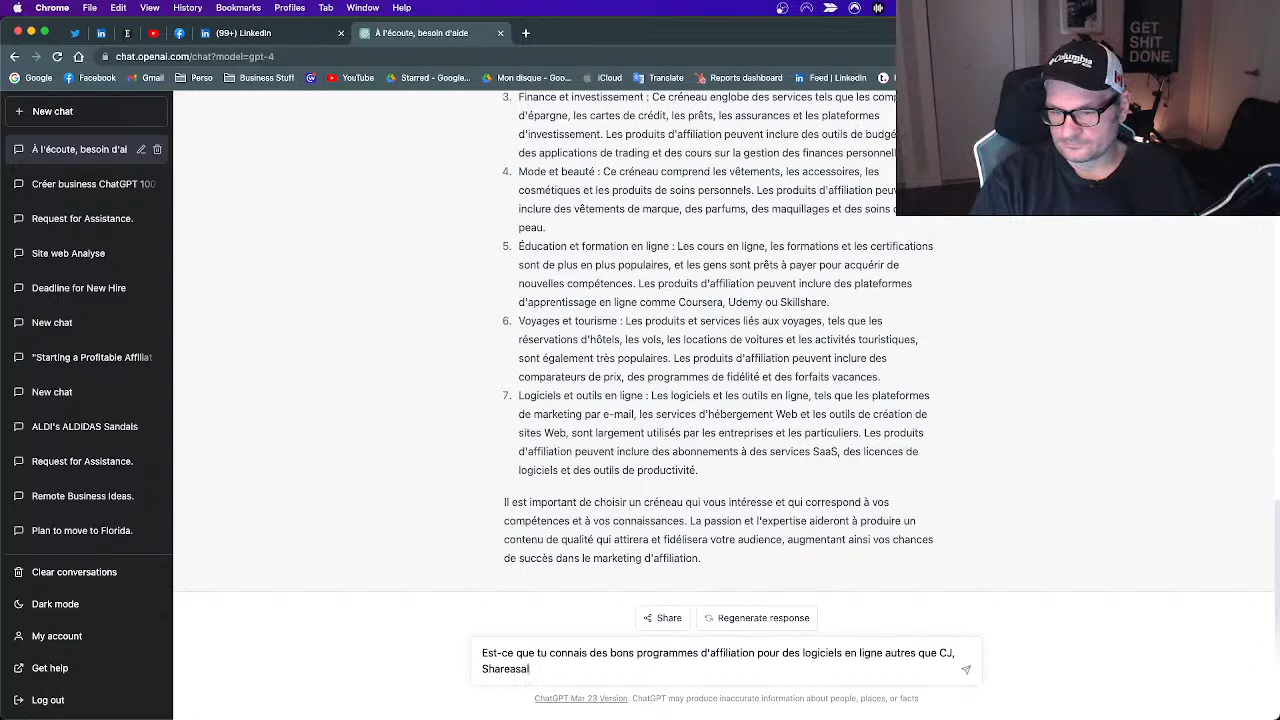 Chrome File Edit View History Bookmarks Profiles Tab Window Help
(99+) LinkedIn
À l'écoute, besoin d'aide
chat.openai.com/chat?model=gpt-4
Google Facebook Gmail Perso Business Stuff YouTube Starred - Google... Mon disque - Goo... iCloud Translate Reports dashboard Feed | LinkedIn
GET
SHIT
DONE.
Columbia
New chat
À l'écoute, besoin d'ai
Créer business ChatGPT 100
Request for Assistance.
Site web Analyse
Deadline for New Hire
New chat
"Starting a Profitable Affiliat
New chat
ALDI's ALDIDAS Sandals
Request for Assistance.
Remote Business Ideas.
Plan to move to Florida.
Clear conversations
Dark mode
My account
Get help
Log out
3. Finance et investissement : Ce créneau englobe des services tels que les comp
d'épargne, les cartes de crédit, les prêts, les assurances et les plateformes
d'investissement. Les produits d'affiliation peuvent inclure des outils de budgé
des applications de trading et des cours sur la gestion des finances personnell
4. Mode et beauté : Ce créneau comprend les vêtements, les accessoires, les
cosmétiques et les produits de soins personnels. Les produits d'affiliation peuv
inclure des vêtements de marque, des parfums, des maquillages et des soins d
peau.
5. Éducation et formation en ligne : Les cours en ligne, les formations et les certifications
sont de plus en plus populaires, et les gens sont prêts à payer pour acquérir de
nouvelles compétences. Les produits d'affiliation peuvent inclure des plateformes
d'apprentissage en ligne comme Coursera, Udemy ou Skillshare.
6. Voyages et tourisme : Les produits et services liés aux voyages, tels que les
réservations d'hôtels, les vols, les locations de voitures et les activités touristiques,
sont également très populaires. Les produits d'affiliation peuvent inclure des
comparateurs de prix, des programmes de fidélité et des forfaits vacances.
7. Logiciels et outils en ligne : Les logiciels et les outils en ligne, tels que les plateformes
de marketing par e-mail, les services d'hébergement Web et les outils de création de
sites Web, sont largement utilisés par les entreprises et les particuliers. Les produits
d'affiliation peuvent inclure des abonnements à des services SaaS, des licences de
logiciels et des outils de productivité.
Il est important de choisir un créneau qui vous intéresse et qui correspond à vos
compétences et à vos connaissances. La passion et l'expertise aideront à produire un
contenu de qualité qui attirera et fidélisera votre audience, augmentant ainsi vos chances
de succès dans le marketing d'affiliation.
Share Regenerate response
Est-ce que tu connais des bons programmes d'affiliation pour des logiciels en ligne autres que CJ,
Shareasal
ChatGPT Mar 23 Version. ChatGPT may produce inaccurate information about people, places, or facts